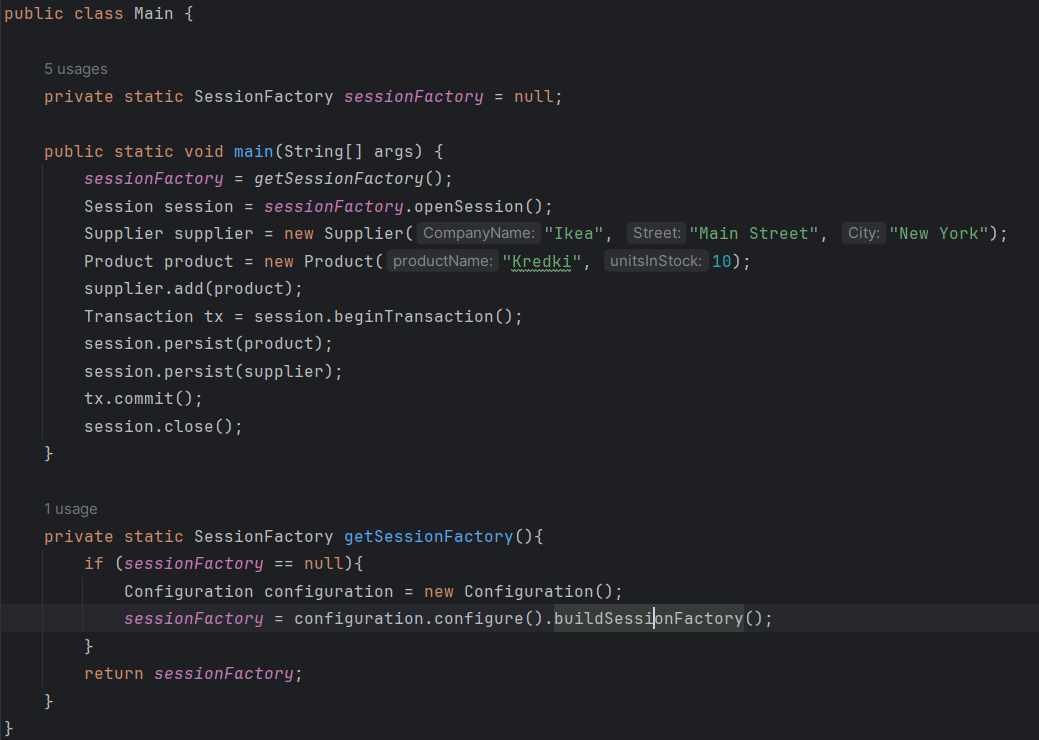 public class Main {
5 usages
private static SessionFactory sessionFactory = null;
public static void main(String[] args) {
sessionFactory = getSessionFactory();
Session session = sessionFactory.openSession();
Supplier supplier = new Supplier( CompanyName: "Ikea", Street: "Main Street", City: "New York");
Product product = new Product( productName: "Kredki", unitsInStock: 10);
supplier.add(product);
Transaction tx = session.beginTransaction();
session.persist(product);
session.persist(supplier);
tx.commit();
session.close();
}
1 usage
private static SessionFactory getSessionFactory(){
if (sessionFactory == null){
Configuration configuration = new Configuration();
sessionFactory = configuration.configure().buildSessionFactory();
}
return sessionFactory;
}
}